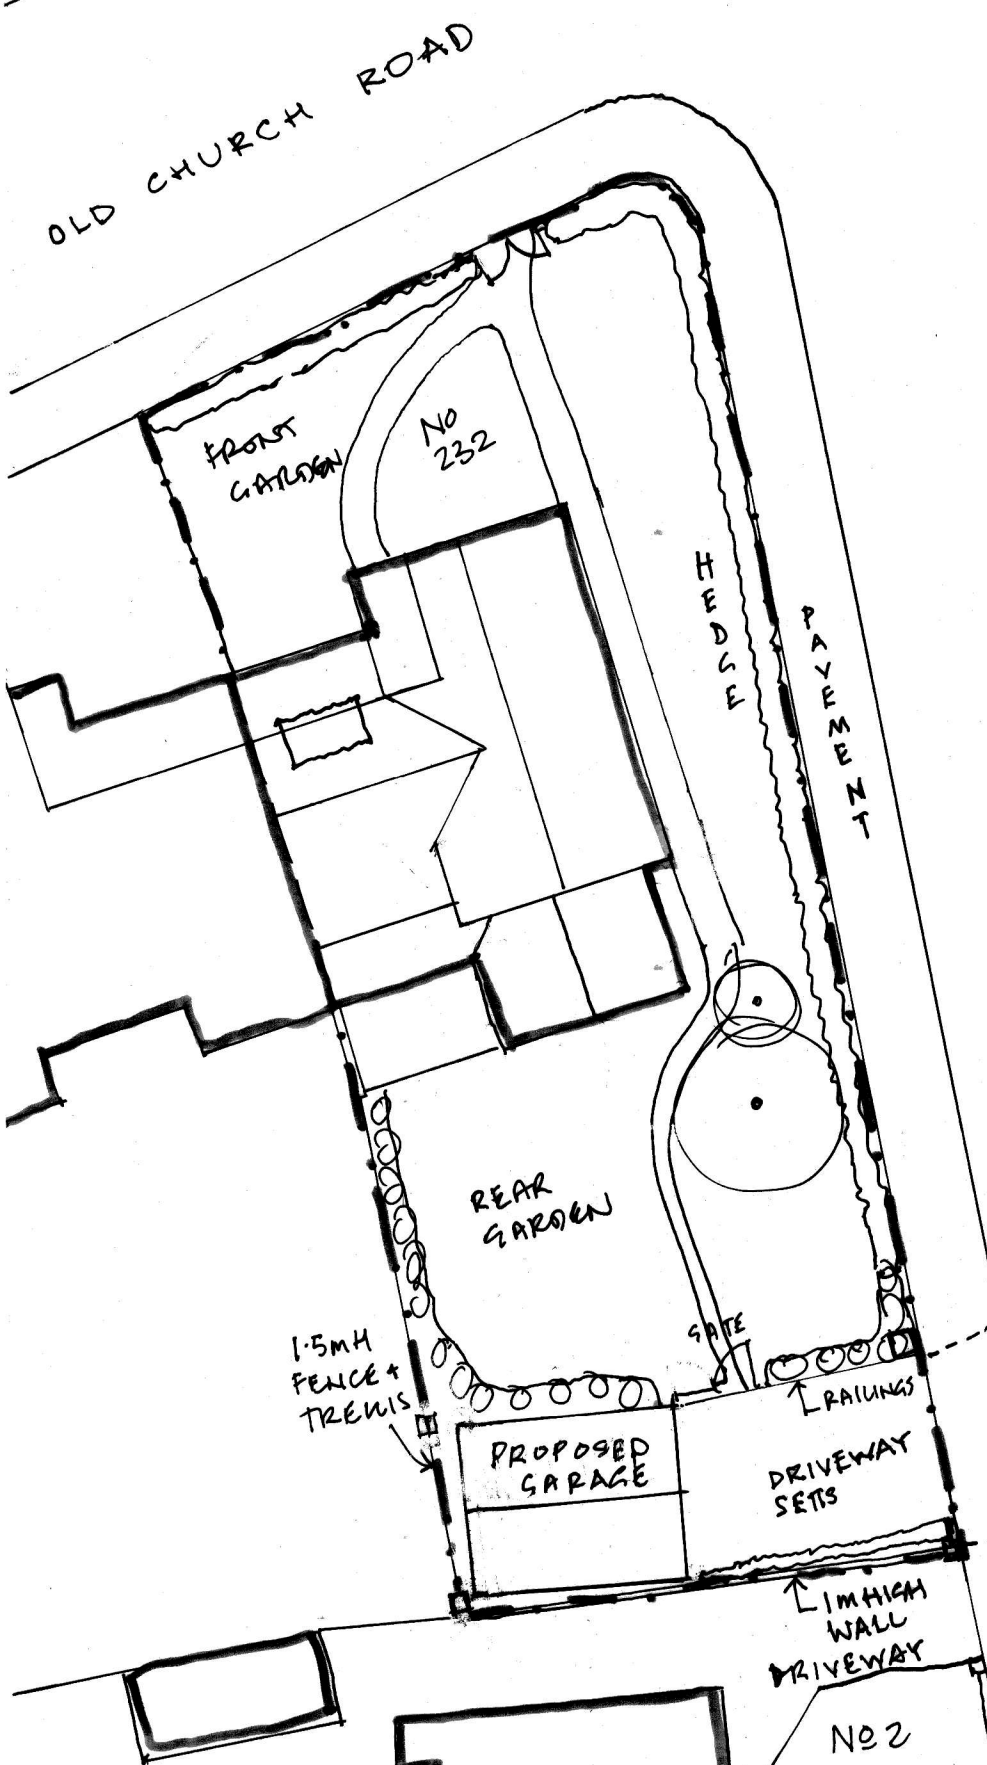 OLD CHURCH ROAD
FRONT
GARDEN
No
232
HEDGE
PAVEMENT
REAR
GARDEN
GATE
1.5mH
FENCE +
TRELLIS
RAILINGS
PROPOSED
GARAGE
DRIVEWAY
SETTS
1m HIGH
WALL
DRIVEWAY
No 2